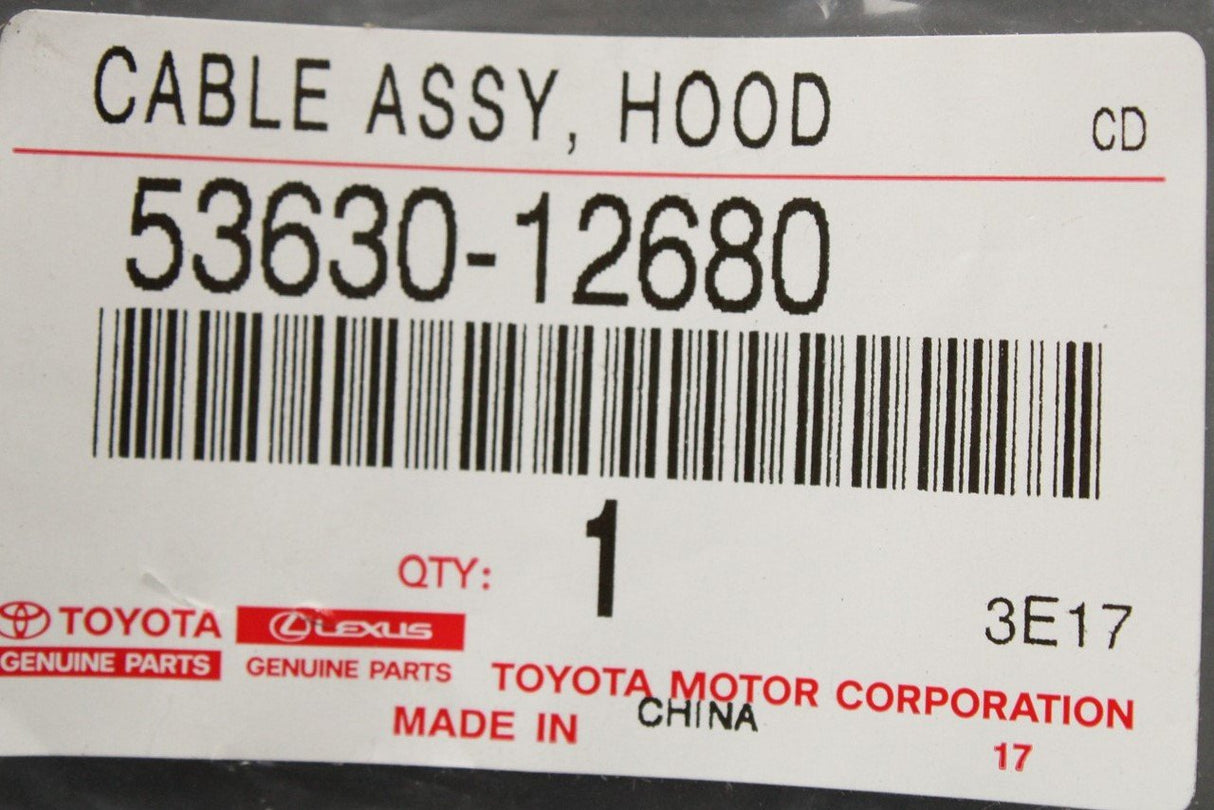 CABLE ASSY, HOOD CD
53630-12680
QTY: 1
3E17
TOYOTA LEXUS
GENUINE PARTS GENUINE PARTS
TOYOTA MOTOR CORPORATION
MADE IN CHINA
17